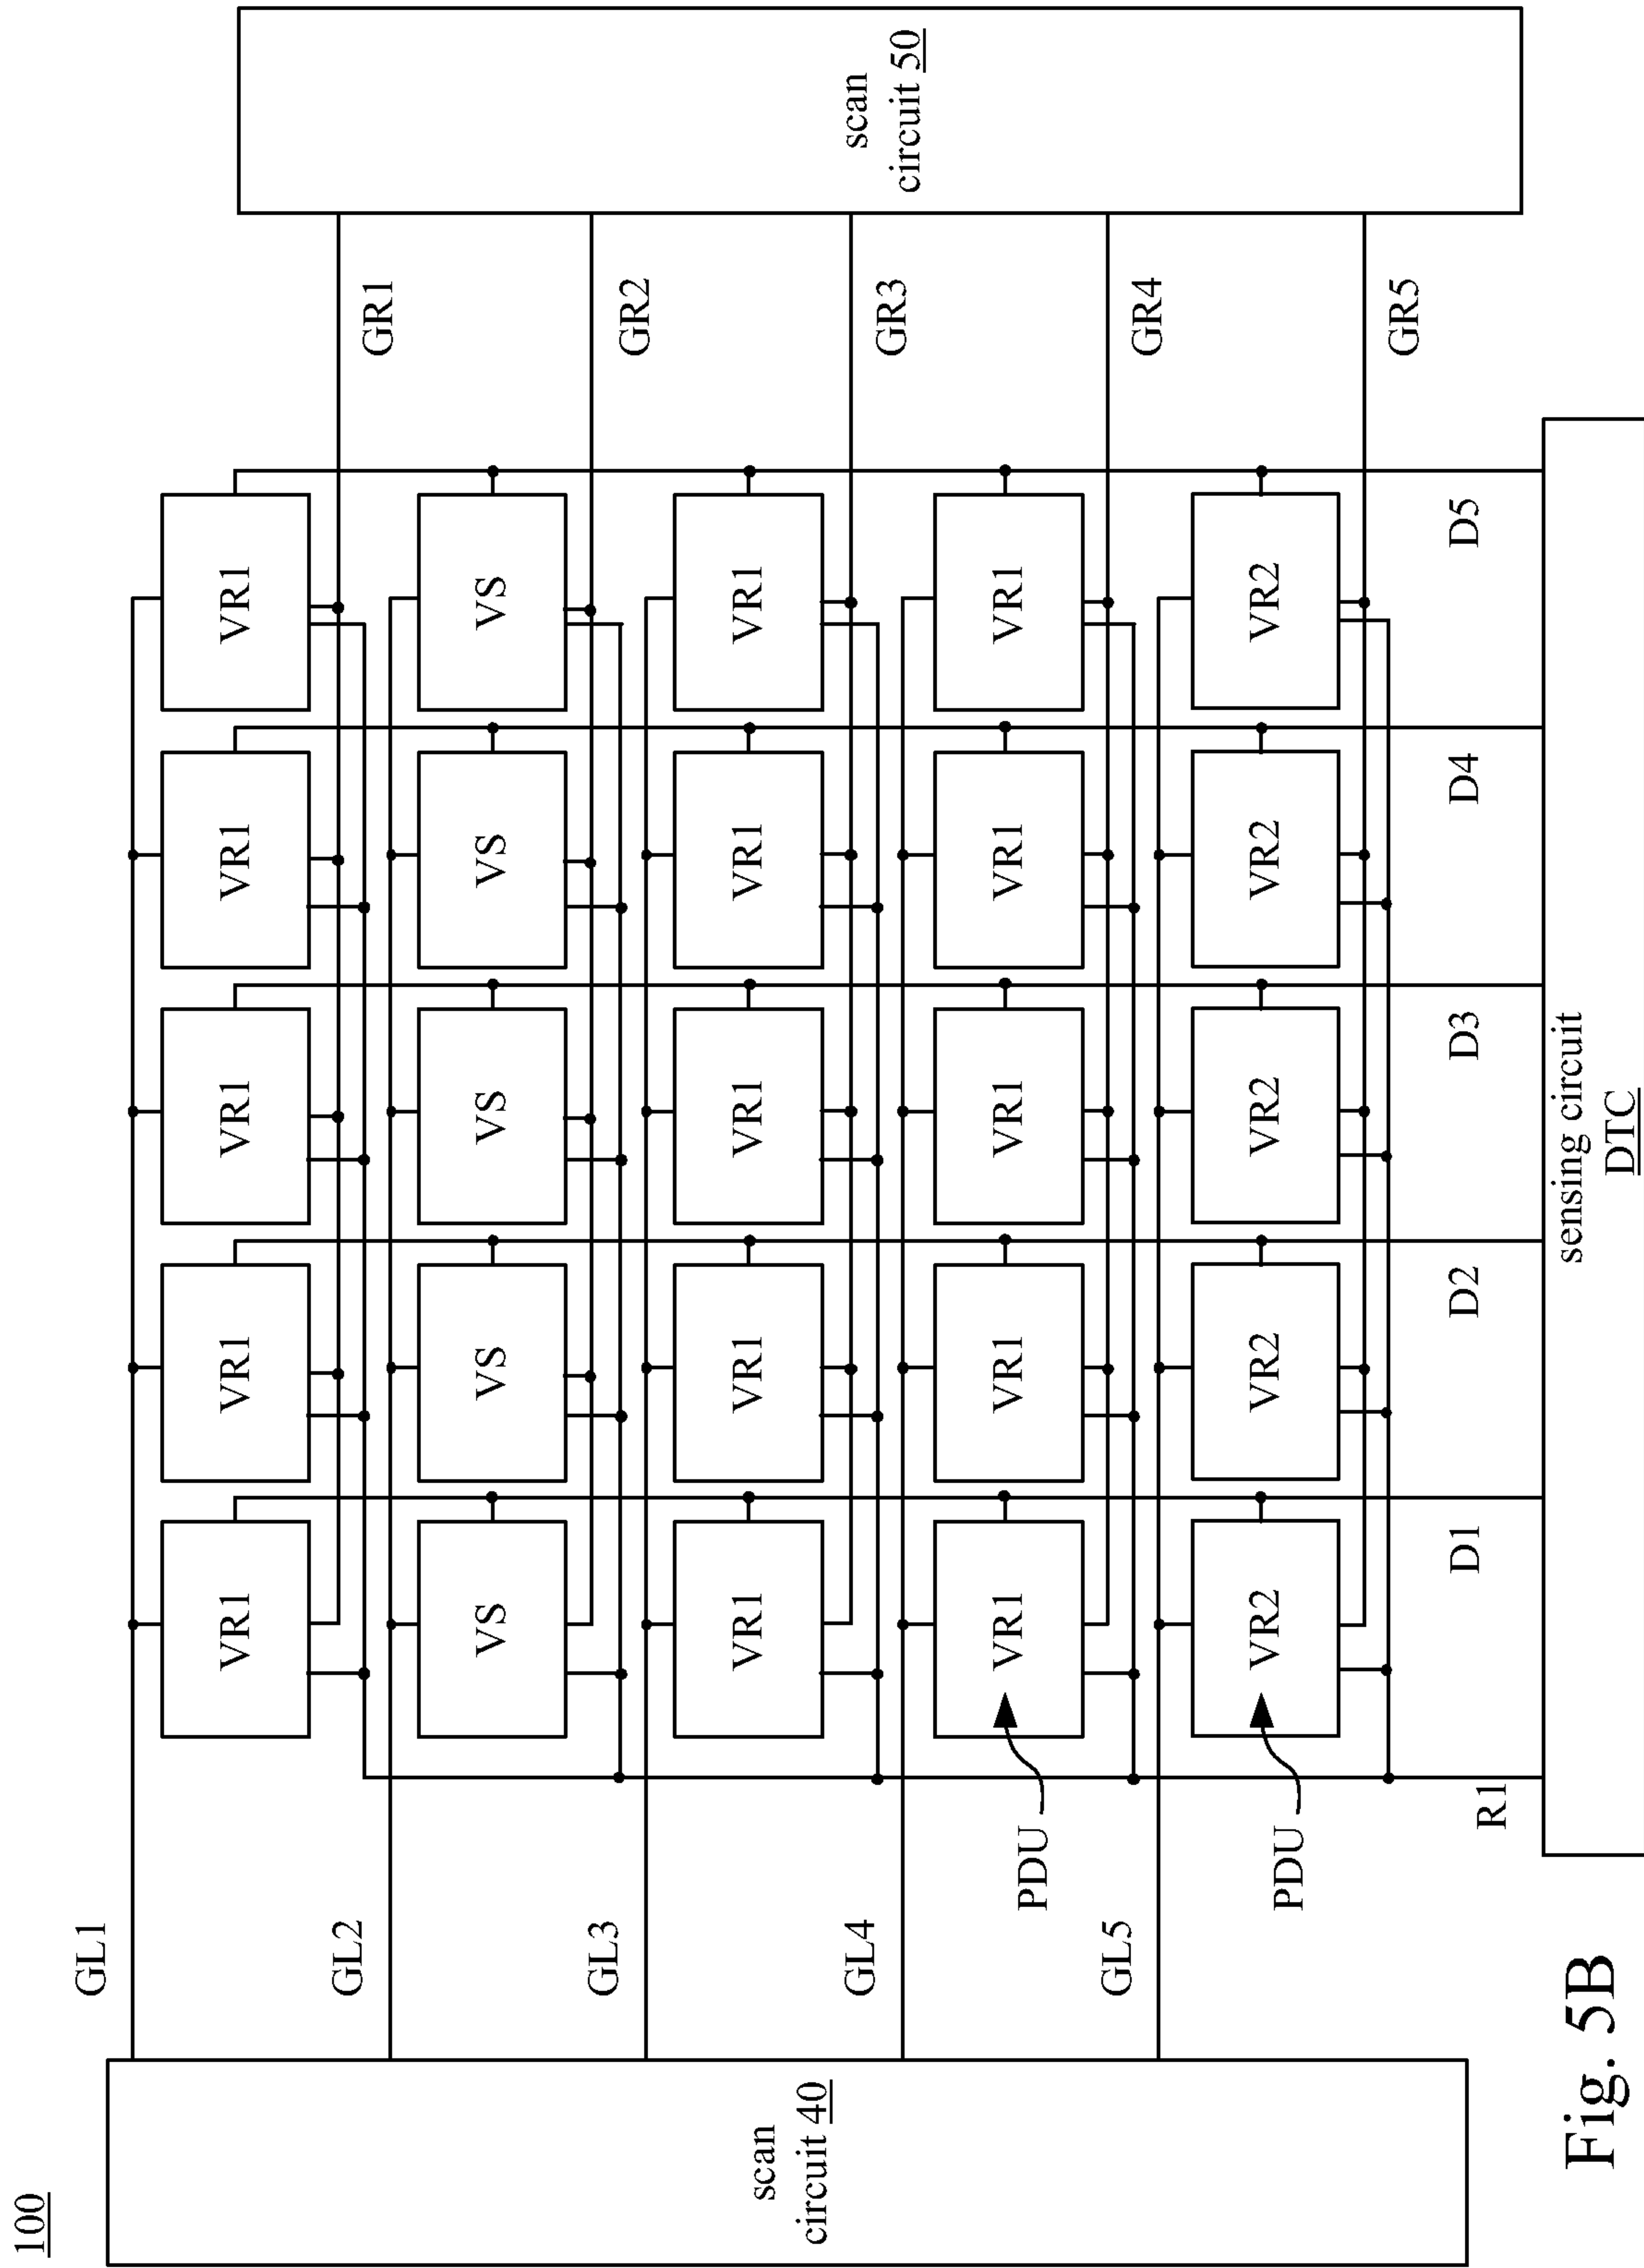 100
scan
circuit 40
GL1
GL2
GL3
GL4
GL5
VR1 VR1 VR1 VR1 VR1
GR1
VS VS VS VS VS
GR2
VR1 VR1 VR1 VR1 VR1
GR3
PDU
VR1 VR1 VR1 VR1 VR1
GR4
PDU
VR2 VR2 VR2 VR2 VR2
GR5
scan
circuit 50
R1
D1
D2
D3
D4
D5
sensing circuit
DTC
Fig. 5B